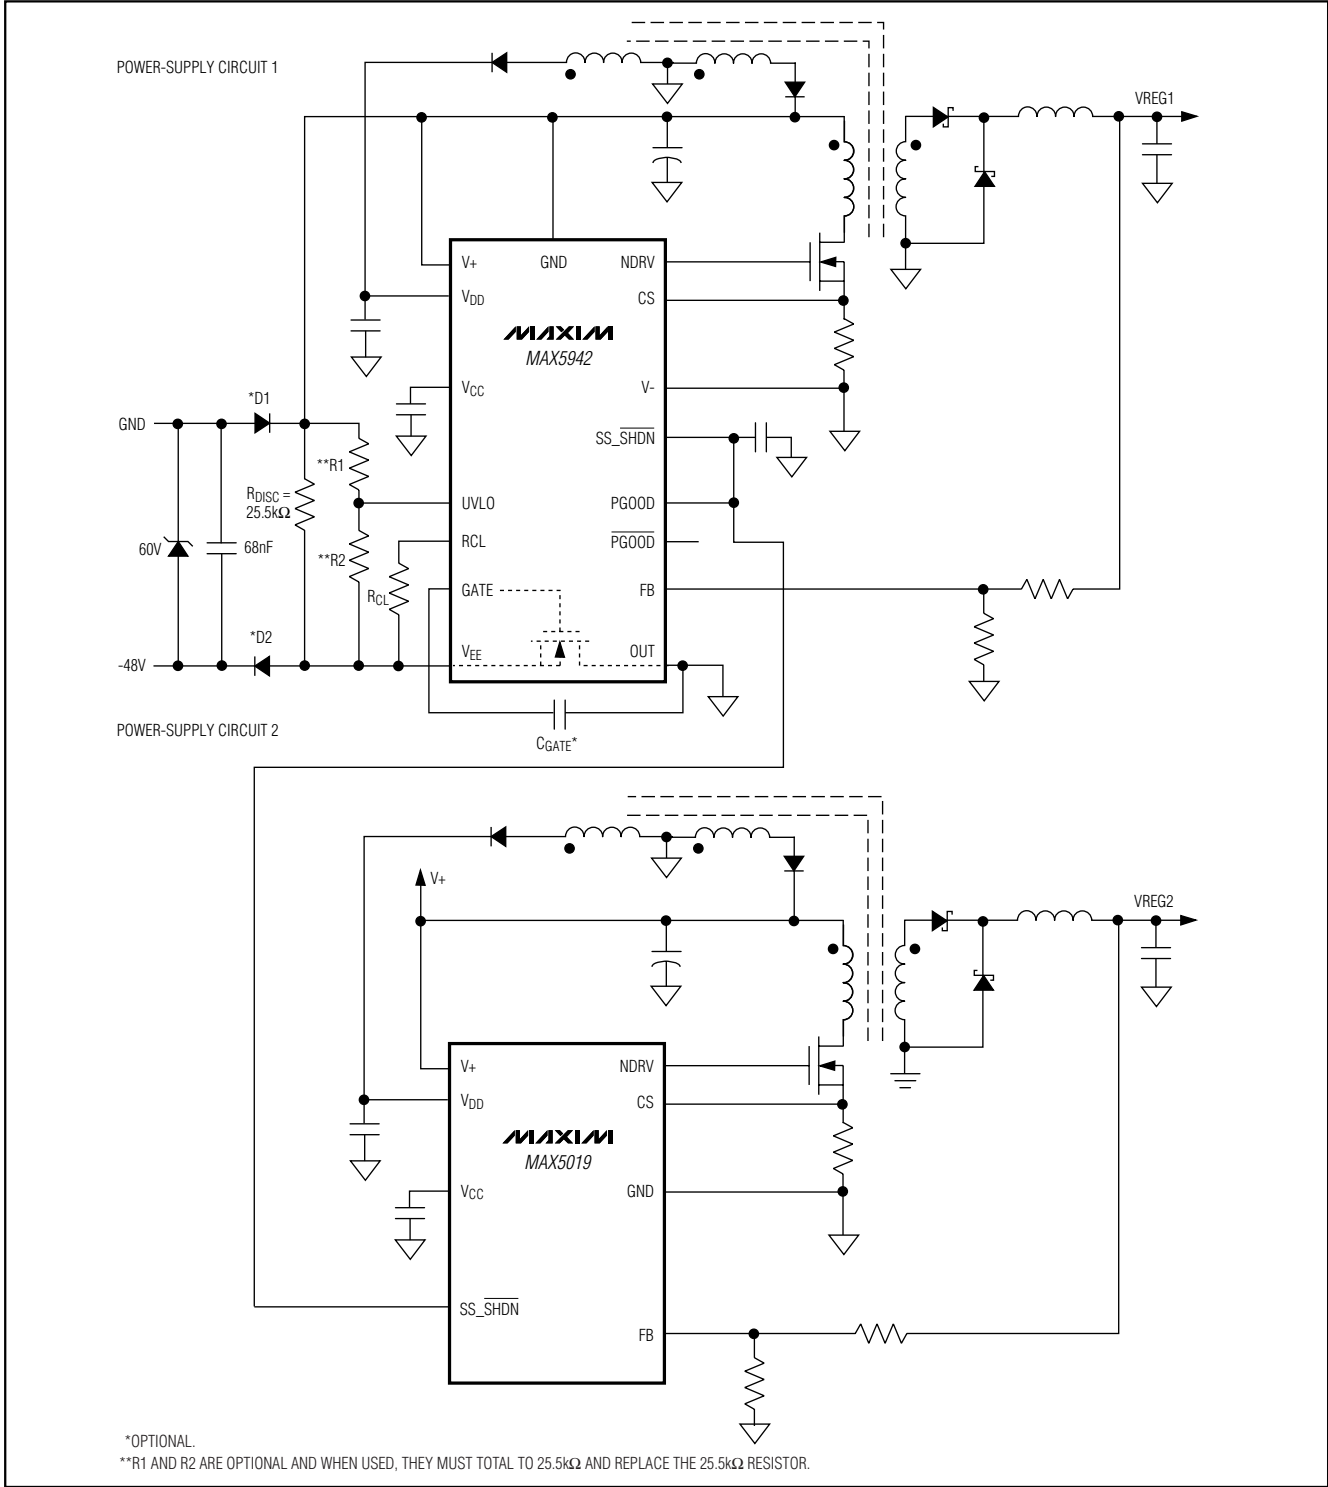 POWER-SUPPLY CIRCUIT 1
VREG1
V+
GND
NDRV
VDD
CS
MAXIM
MAX5942
VCC
V-
*D1
GND
SS_SHDN
**R1
RDISC =
25.5kΩ
UVLO
PGOOD
60V
68nF
**R2
RCL
PGOOD
RCL
GATE
FB
*D2
-48V
VEE
OUT
POWER-SUPPLY CIRCUIT 2
CGATE*
V+
VREG2
V+
NDRV
VDD
CS
MAXIM
MAX5019
VCC
GND
SS_SHDN
FB
*OPTIONAL.
**R1 AND R2 ARE OPTIONAL AND WHEN USED, THEY MUST TOTAL TO 25.5kΩ AND REPLACE THE 25.5kΩ RESISTOR.